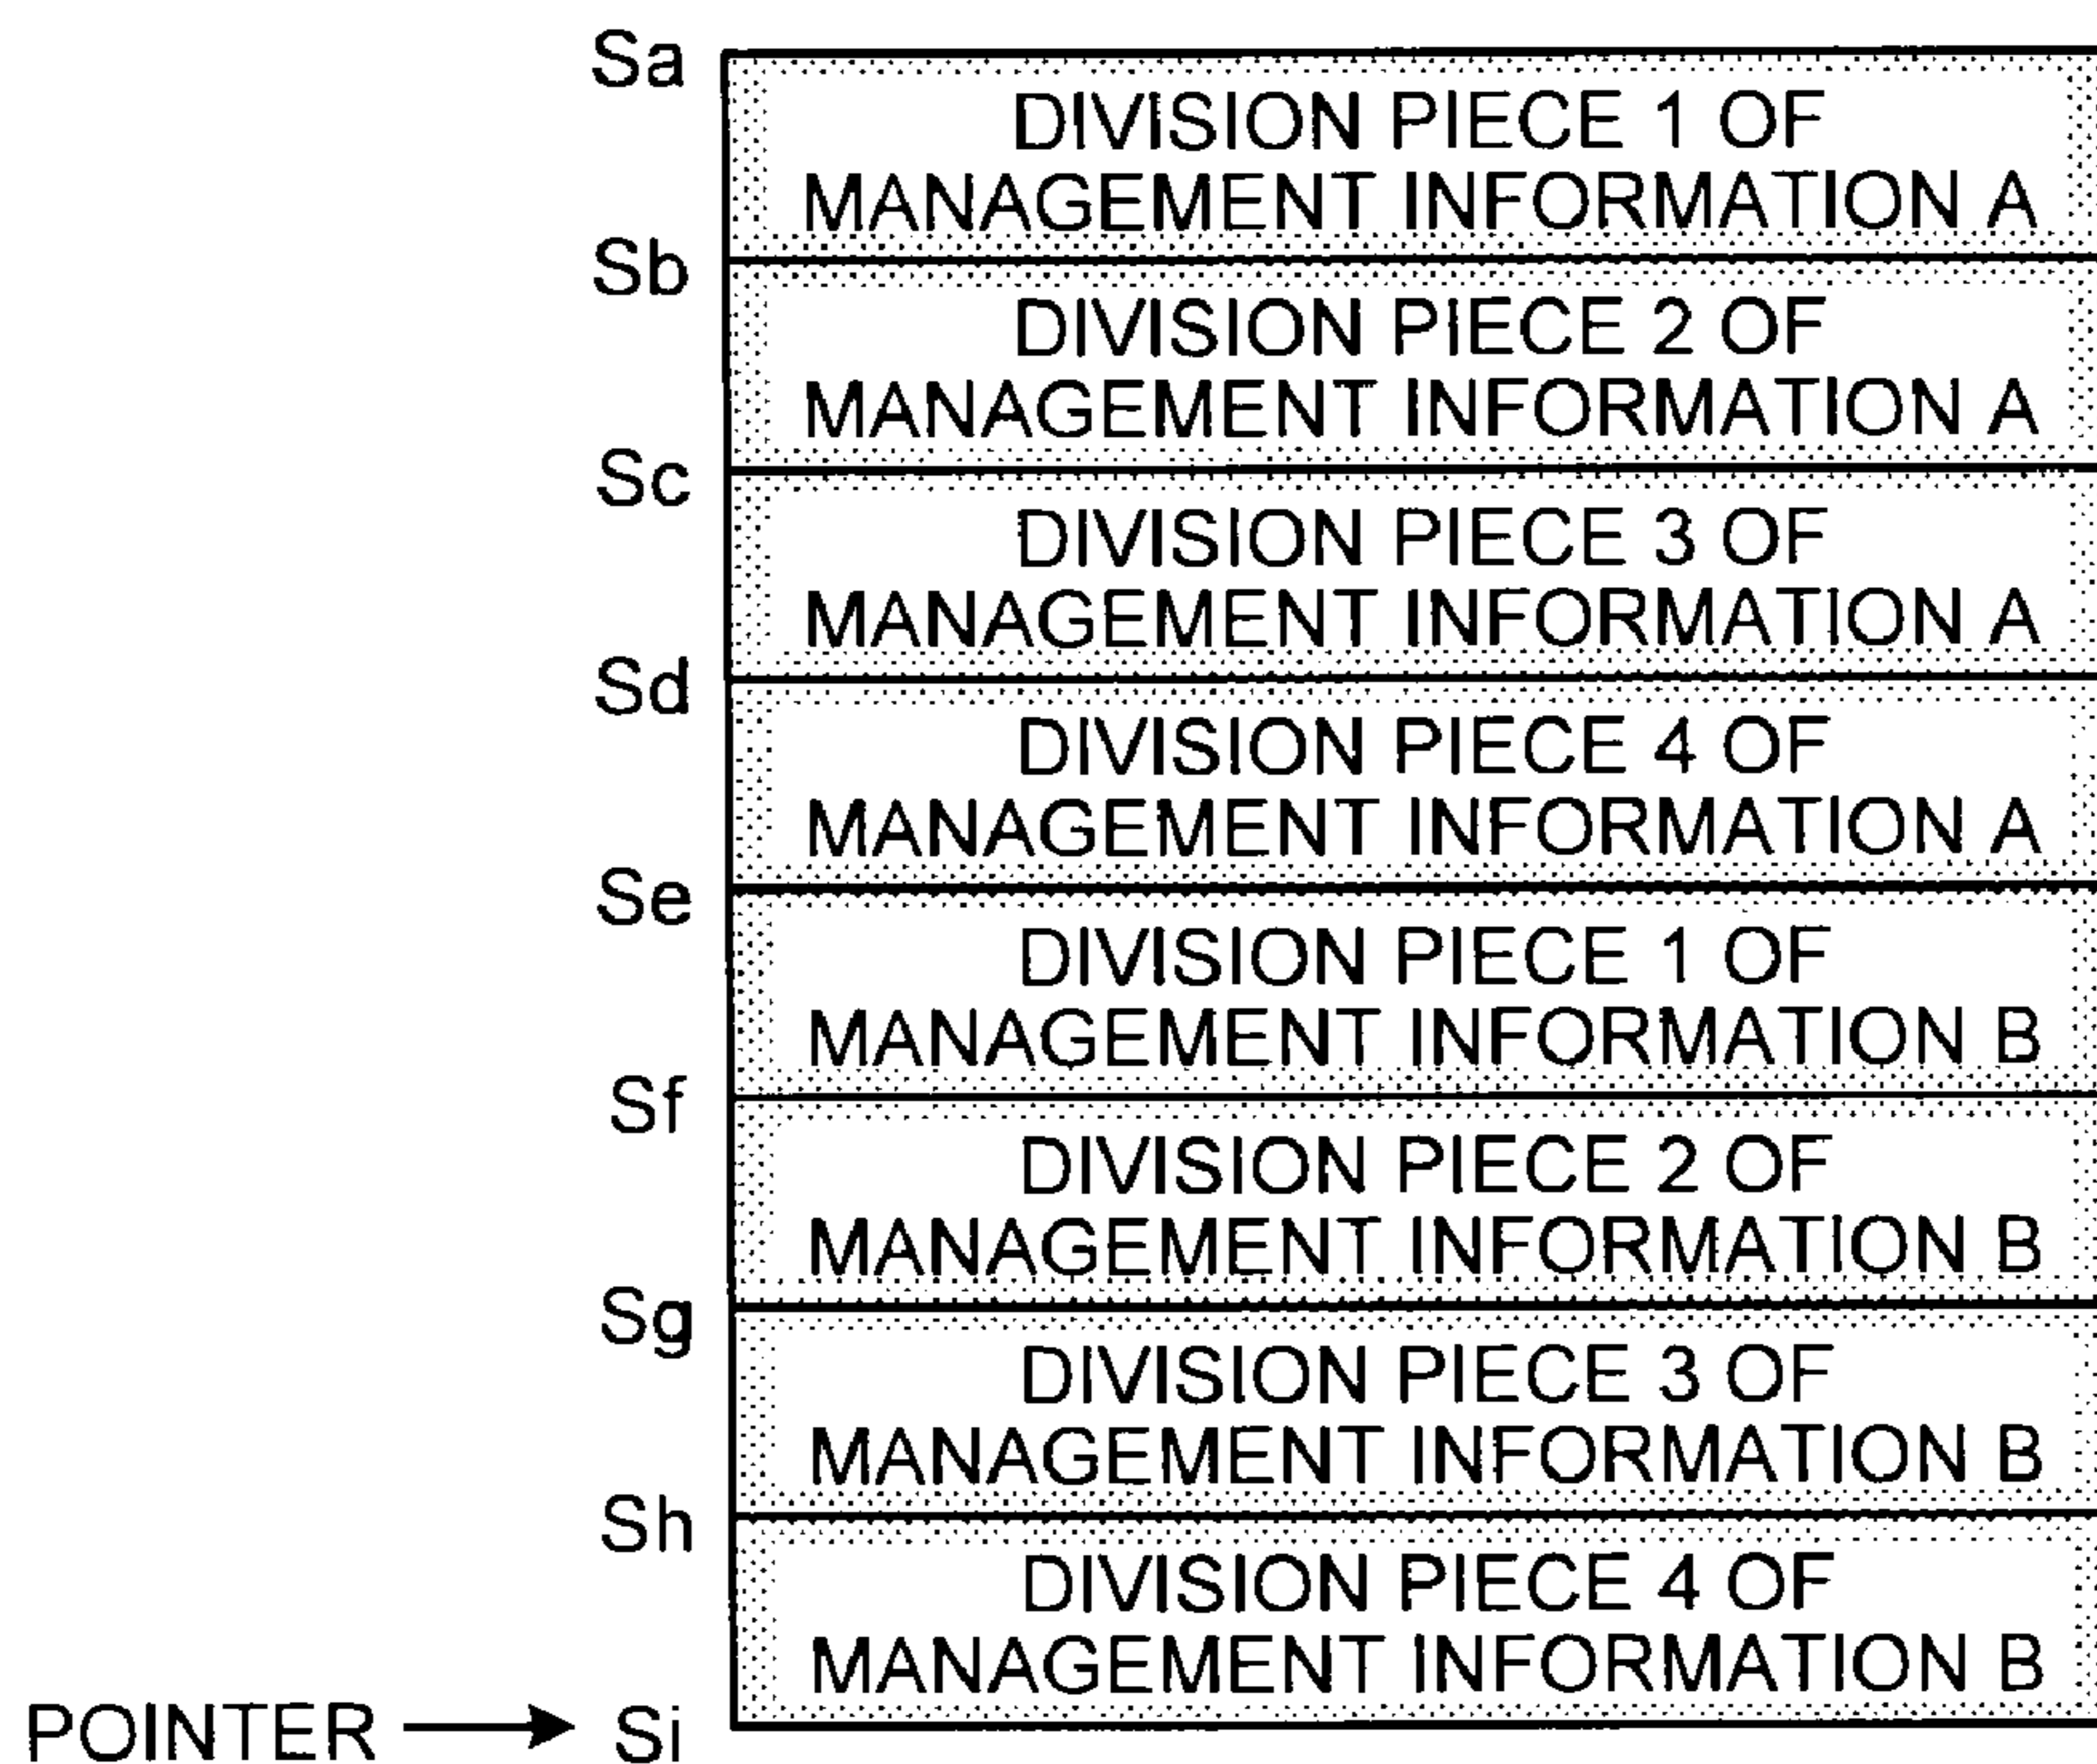 Sa
DIVISION PIECE 1 OF
MANAGEMENT INFORMATION A
Sb
DIVISION PIECE 2 OF
MANAGEMENT INFORMATION A
Sc
DIVISION PIECE 3 OF
MANAGEMENT INFORMATION A
Sd
DIVISION PIECE 4 OF
MANAGEMENT INFORMATION A
Se
DIVISION PIECE 1 OF
MANAGEMENT INFORMATION B
Sf
DIVISION PIECE 2 OF
MANAGEMENT INFORMATION B
Sg
DIVISION PIECE 3 OF
MANAGEMENT INFORMATION B
Sh
DIVISION PIECE 4 OF
MANAGEMENT INFORMATION B
POINTER → Si